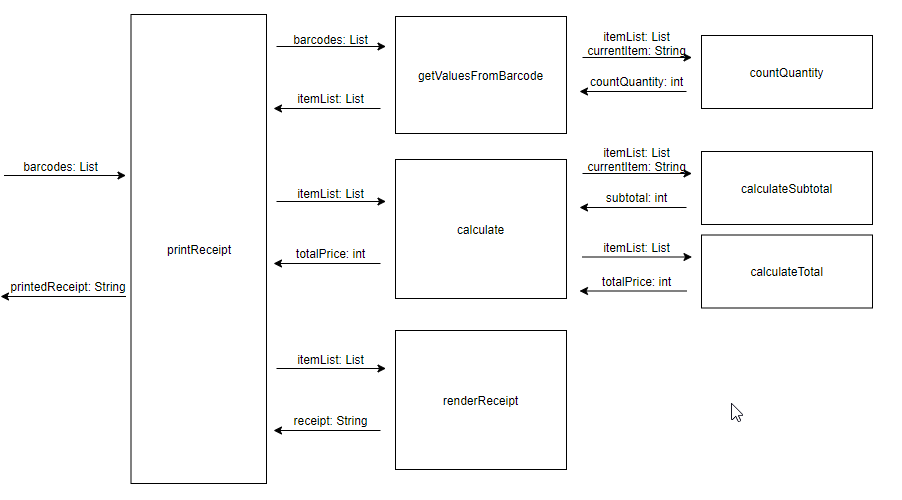 barcodes: List
printedReceipt: String
printReceipt
barcodes: List
itemList: List
getValuesFromBarcode
itemList: List
currentItem: String
countQuantity: int
countQuantity
itemList: List
totalPrice: int
calculate
itemList: List
currentItem: String
subtotal: int
calculateSubtotal
itemList: List
totalPrice: int
calculateTotal
itemList: List
receipt: String
renderReceipt